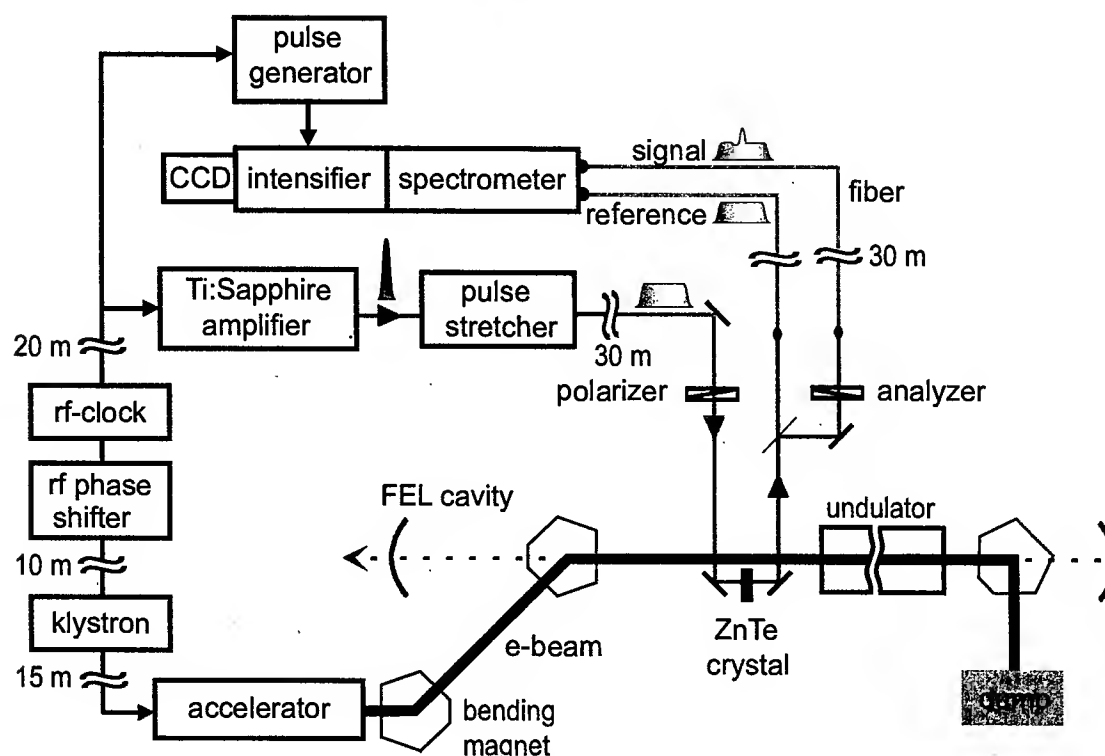 pulse
generator
signal
CCD
intensifier
spectrometer
fiber
reference
30 m
Ti:Sapphire
amplifier
pulse
stretcher
20 m
30 m
polarizer
analyzer
rf-clock
rf phase
shifter
FEL cavity
undulator
10 m
klystron
ZnTe
crystal
e-beam
15 m
accelerator
bending
magnet
dump